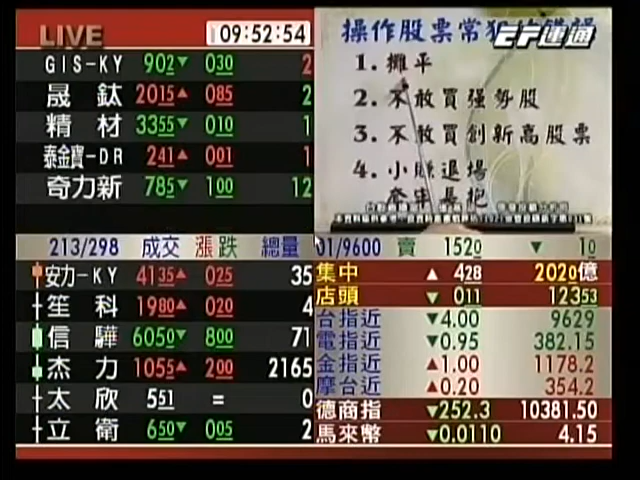 LIVE
09:52:54
GIS-KY 902▼ 030 2
晟鈦 2015▲ 085 2
精材 3355▼ 010 1
泰金寶-DR 241▲ 001 1
奇力新 785▼ 100 12
操作股票常犯
EF運通
1. 攤平
2. 不敢買強勢股
3. 不敢買創新高股票
4. 小賺退場
213/298 成交 漲跌 總量
安力-KY 4135▲ 025 35
笙科 1980▲ 020 4
信驊 6050▼ 800 71
杰力 1055▲ 200 2165
太欣 551 = 0
立衛 650▼ 005 2
01/9600 賣 1520 ▼ 10
集中 ▲ 428 2020億
店頭 ▼ 011 12353
台指近 ▼4.00 9629
電指近 ▼0.95 382.15
金指近 ▲1.00 1178.2
摩台近 ▲0.20 354.2
德商指 ▼252.3 10381.50
馬來幣 ▼0.0110 4.15